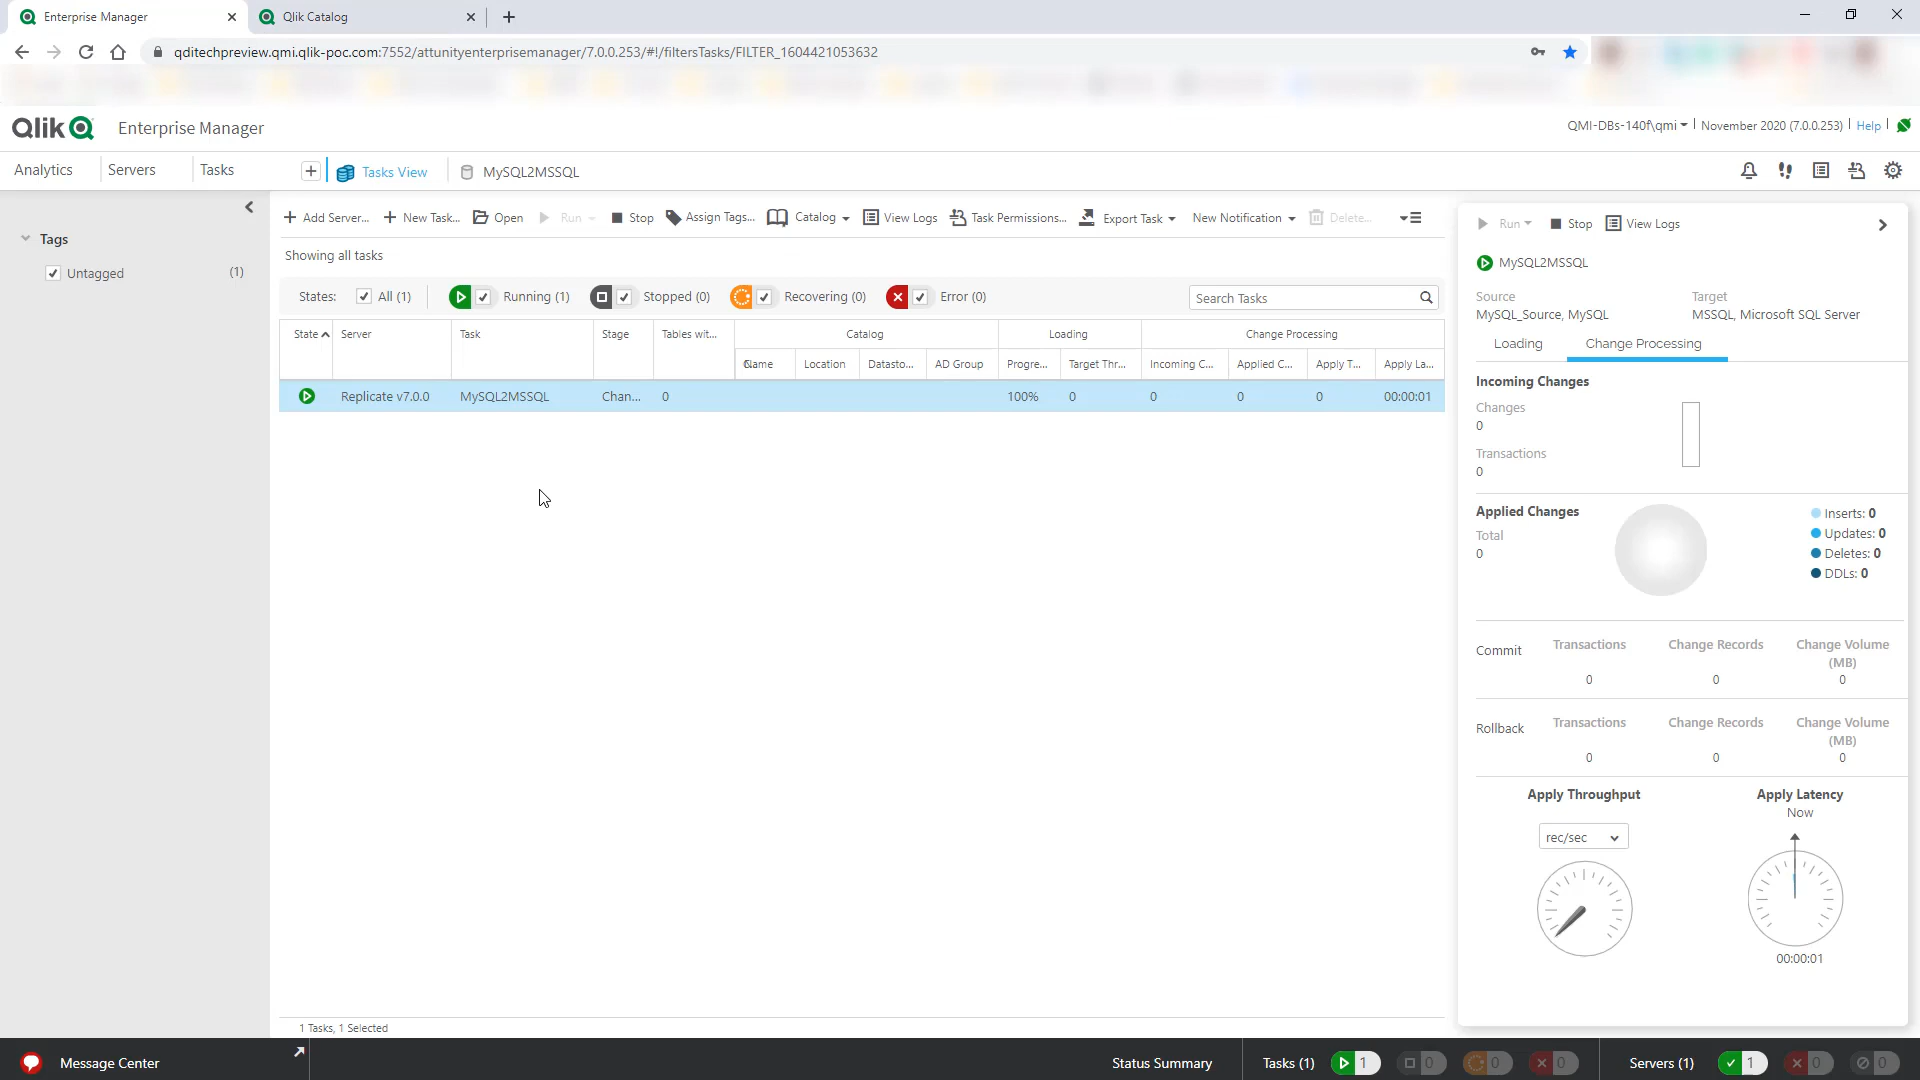 Enterprise Manager
Qlik Catalog
qditechpreview.qmi.qlik-poc.com:7552/attunityenterprisemanager/7.0.0.253/#!/filtersTasks/FILTER_1604421053632
Qlik Enterprise Manager
QMI-DBs-140f\qmi November 2020 (7.0.0.253) Help
Analytics Servers Tasks + Tasks View MySQL2MSSQL
+ Add Server... + New Task... Open Run Stop Assign Tags... Catalog View Logs Task Permissions... Export Task New Notification Delete...
Tags
Untagged (1)
Showing all tasks
States: All (1) Running (1) Stopped (0) Recovering (0) Error (0) Search Tasks
State Server Task Stage Tables wit... Catalog Loading Change Processing
Name Location Datasto... AD Group Progre... Target Thr... Incoming C... Applied C... Apply T... Apply La...
Replicate v7.0.0 MySQL2MSSQL Chan... 0 100% 0 0 0 0 00:00:01
1 Tasks, 1 Selected
Run Stop View Logs
MySQL2MSSQL
Source Target
MySQL_Source, MySQL MSSQL, Microsoft SQL Server
Loading Change Processing
Incoming Changes
Changes
0
Transactions
0
Applied Changes
Total
0
Inserts: 0
Updates: 0
Deletes: 0
DDLs: 0
Commit Transactions Change Records Change Volume (MB)
0 0 0
Rollback Transactions Change Records Change Volume (MB)
0 0 0
Apply Throughput Apply Latency
Now
rec/sec
00:00:01
Message Center Status Summary Tasks (1) 1 0 0 0 Servers (1) 1 0 0